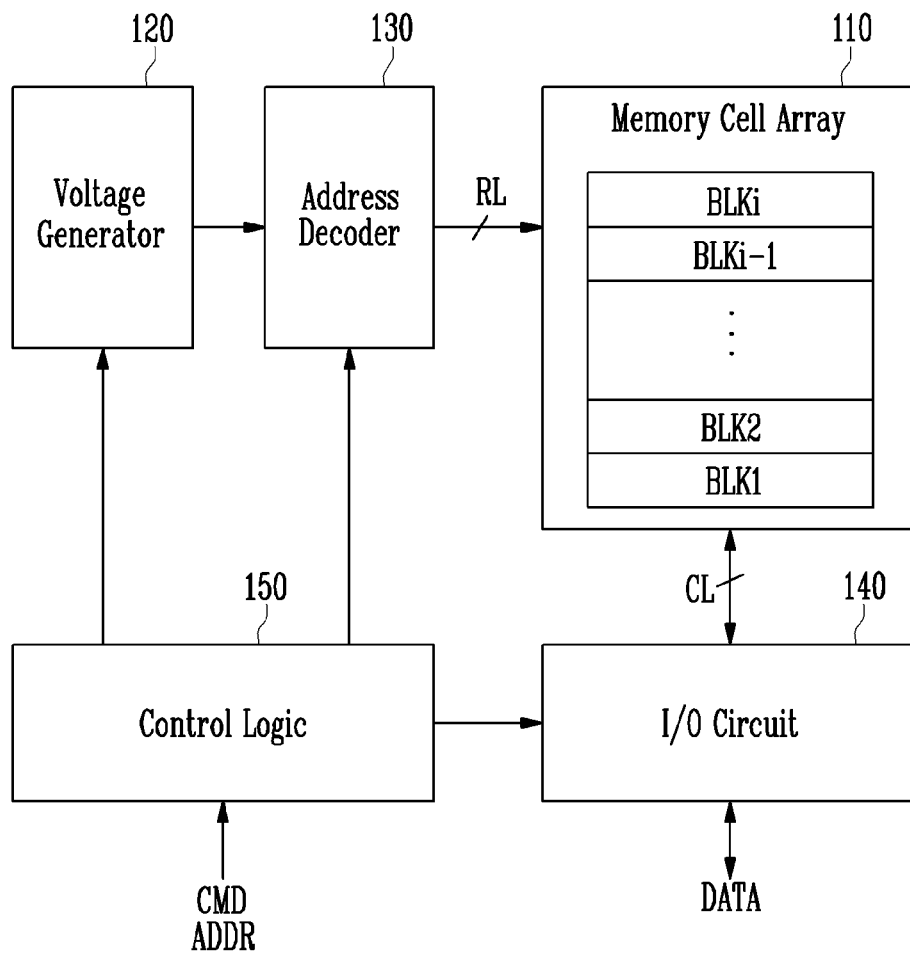 120
130
110
Voltage
Generator
Address
Decoder
RL
Memory Cell Array
BLKi
BLKi-1
⋮
BLK2
BLK1
CL
150
140
Control Logic
I/O Circuit
CMD
ADDR
DATA